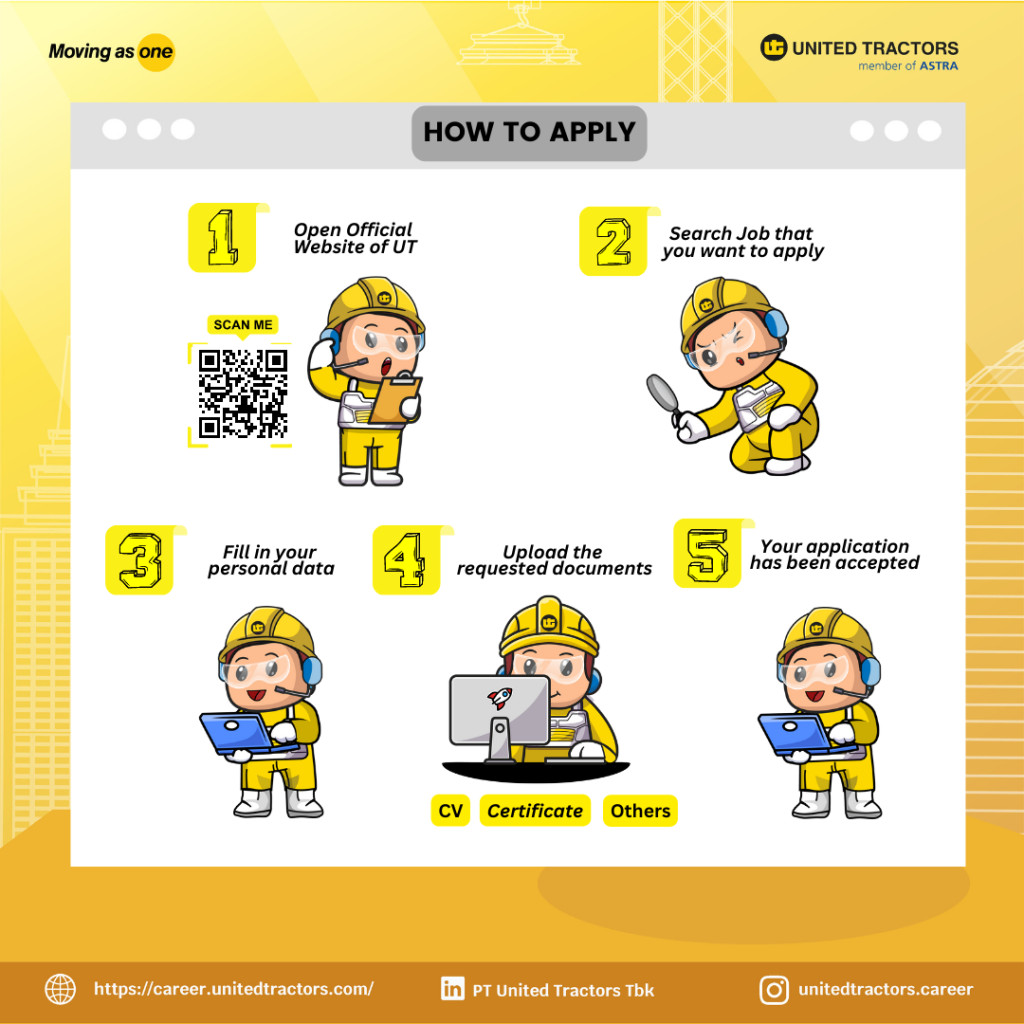 Moving as one
UT UNITED TRACTORS
member of ASTRA
HOW TO APPLY
1
Open Official
Website of UT
SCAN ME
2
Search Job that
you want to apply
3
Fill in your
personal data
4
Upload the
requested documents
CV
Certificate
Others
5
Your application
has been accepted
https://career.unitedtractors.com/
in PT United Tractors Tbk
unitedtractors.career